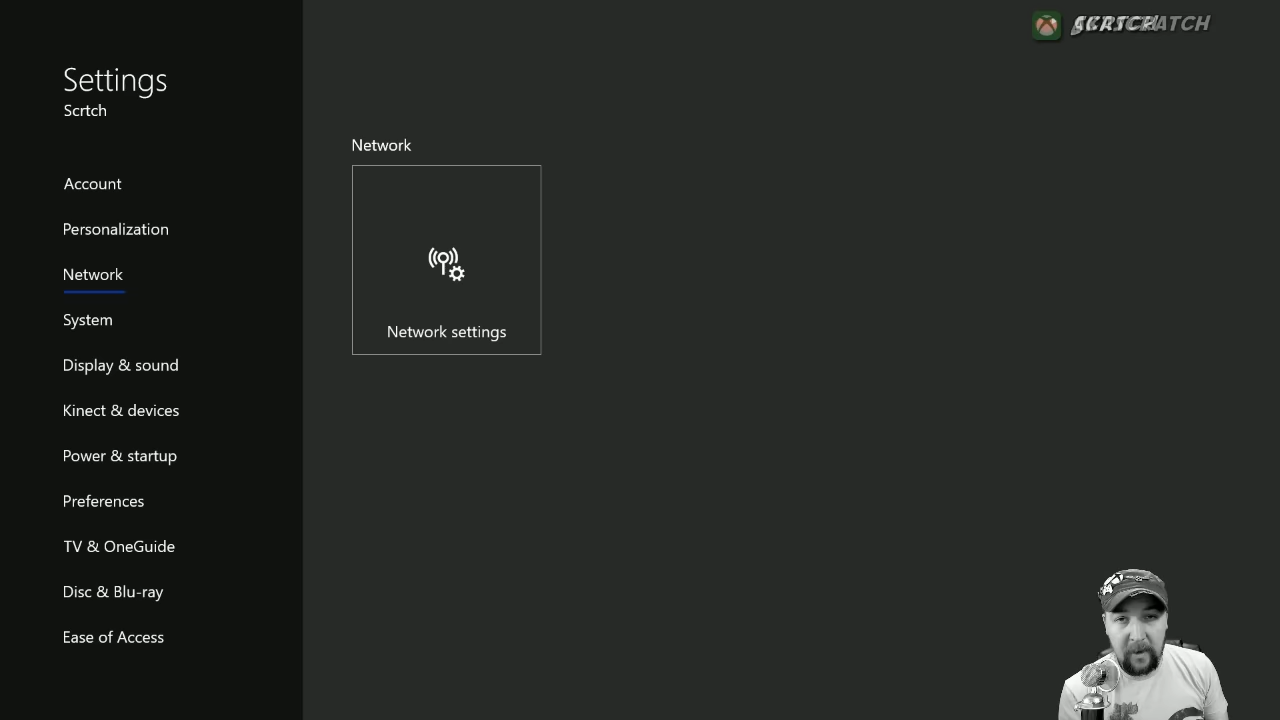 Settings
Scrtch
Account
Personalization
Network
System
Display & sound
Kinect & devices
Power & startup
Preferences
TV & OneGuide
Disc & Blu-ray
Ease of Access
Network
Network settings